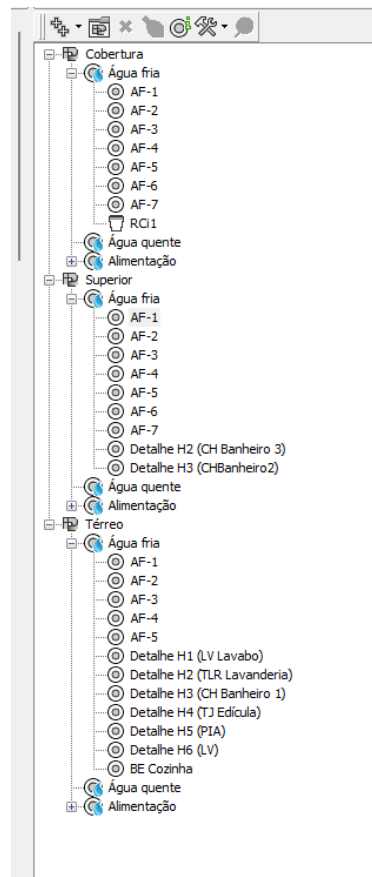 Cobertura
Água fria
AF-1
AF-2
AF-3
AF-4
AF-5
AF-6
AF-7
RCi1
Água quente
Alimentação
Superior
Água fria
AF-1
AF-2
AF-3
AF-4
AF-5
AF-6
AF-7
Detalhe H2 (CH Banheiro 3)
Detalhe H3 (CHBanheiro2)
Água quente
Alimentação
Térreo
Água fria
AF-1
AF-2
AF-3
AF-4
AF-5
Detalhe H1 (LV Lavabo)
Detalhe H2 (TLR Lavanderia)
Detalhe H3 (CH Banheiro 1)
Detalhe H4 (TJ Edícula)
Detalhe H5 (PIA)
Detalhe H6 (LV)
BE Cozinha
Água quente
Alimentação